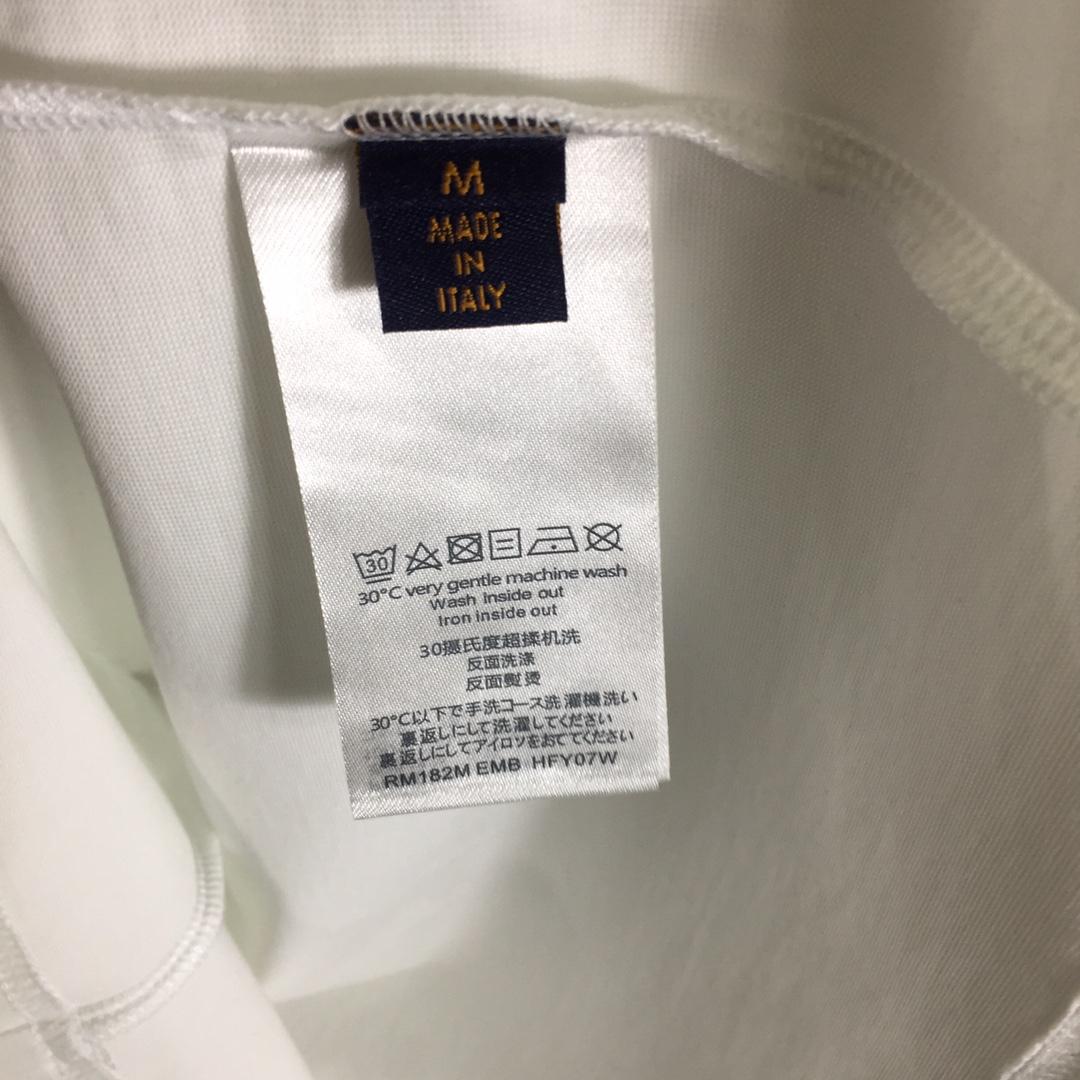 M
MADE
IN
ITALY
30
30°C very gentle machine wash
Wash Inside out
Iron inside out
30摄氏度超揉机洗
反面洗涤
反面熨烫
30°C以下で手洗コース洗濯機洗い
裏返しにして洗濯してください
裏返しにしてアイロツをおててください
RM182M EMB HFY07W